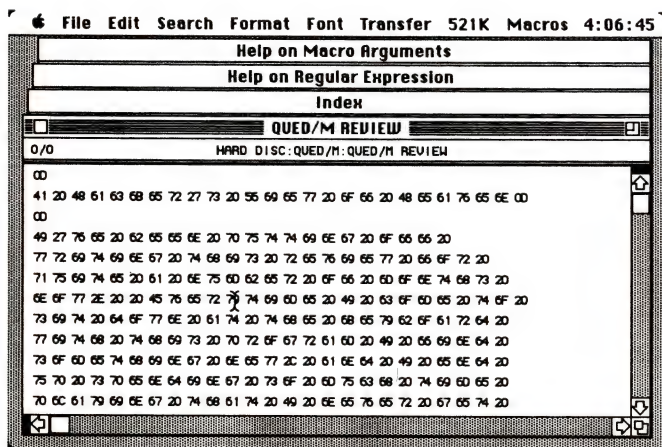 File Edit Search Format Font Transfer 521K Macros 4:06:45
Help on Macro Arguments
Help on Regular Expression
Index
QUED/M REVIEW
0/0 HARD DISC:QUED/M:QUED/M REVIEW
0D
41 20 48 61 63 6B 65 72 27 73 20 56 69 65 77 20 6F 66 20 48 65 61 76 65 6E 0D
0D
49 27 76 65 20 62 65 65 6E 20 70 75 74 74 69 6E 67 20 6F 66 66 20
77 72 69 74 69 6E 67 20 74 68 69 73 20 72 65 76 69 65 77 20 66 6F 72 20
71 75 69 74 65 20 61 20 6E 75 6D 62 65 72 20 6F 66 20 6D 6F 6E 74 68 73 20
6E 6F 77 2E 20 20 45 76 65 72 79 74 69 6D 65 20 49 20 63 6F 6D 65 20 74 6F 20
73 69 74 20 64 6F 77 6E 20 61 74 20 74 68 65 20 6B 65 79 62 6F 61 72 64 20
77 69 74 68 20 74 68 69 73 20 70 72 6F 67 72 61 6D 20 49 20 66 69 6E 64 20
73 6F 6D 65 74 68 69 6E 67 20 6E 65 77 2C 20 61 6E 64 20 49 20 65 6E 64 20
75 70 20 73 70 65 6E 64 69 6E 67 20 73 6F 20 6D 75 63 68 20 74 69 6D 65 20
70 6C 61 79 69 6E 67 20 74 68 61 74 20 49 20 6E 65 76 65 72 20 67 65 74 20